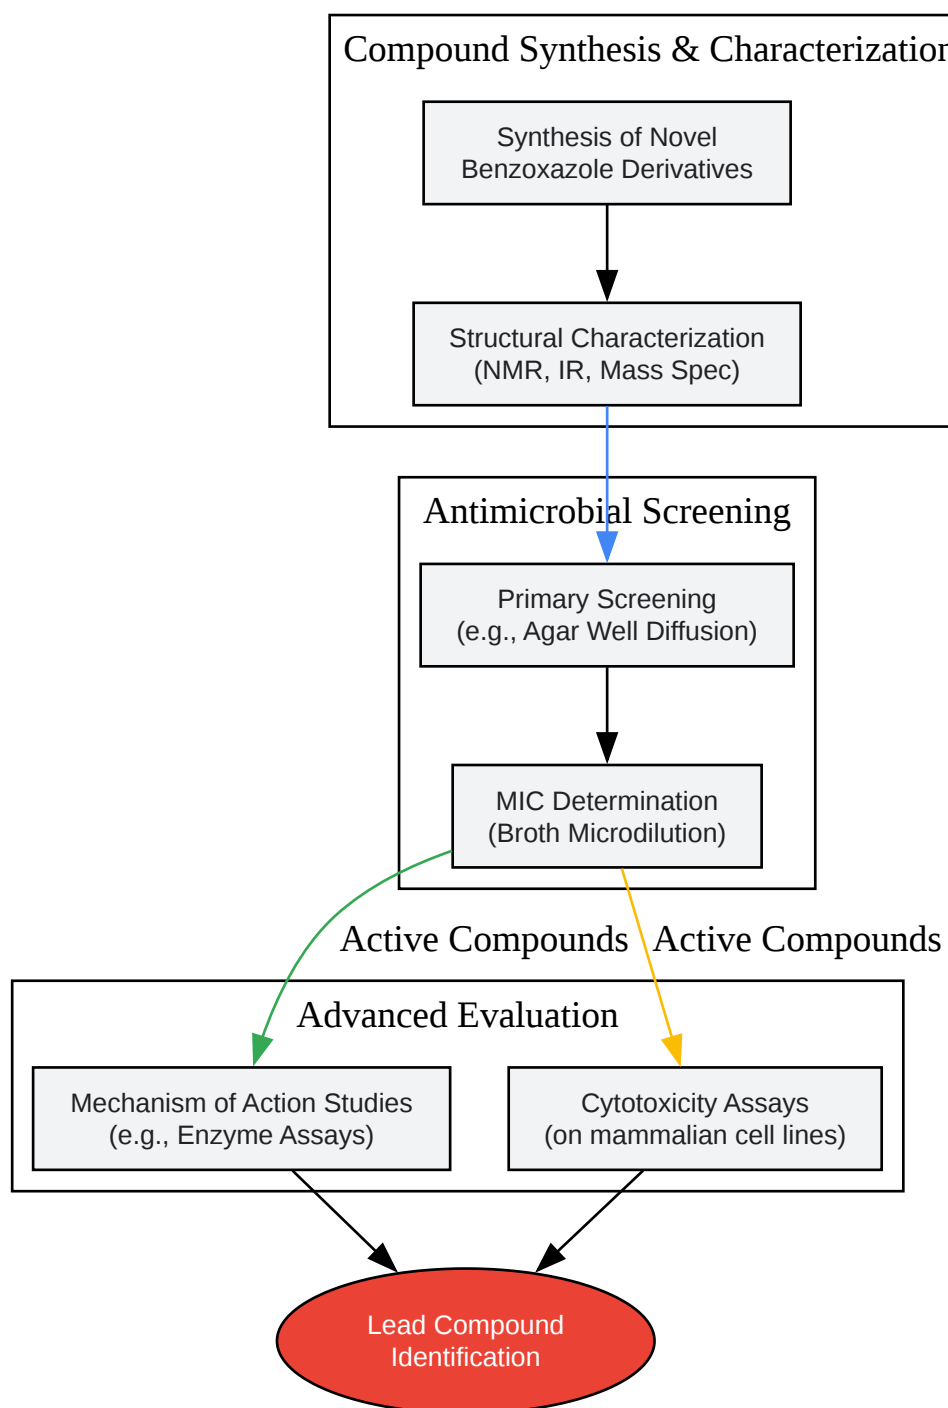 Compound Synthesis & Characterization
Synthesis of Novel
Benzoxazole Derivatives
Structural Characterization
(NMR, IR, Mass Spec)
Antimicrobial Screening
Primary Screening
(e.g., Agar Well Diffusion)
MIC Determination
(Broth Microdilution)
Active Compounds
Active Compounds
Advanced Evaluation
Mechanism of Action Studies
(e.g., Enzyme Assays)
Cytotoxicity Assays
(on mammalian cell lines)
Lead Compound
Identification